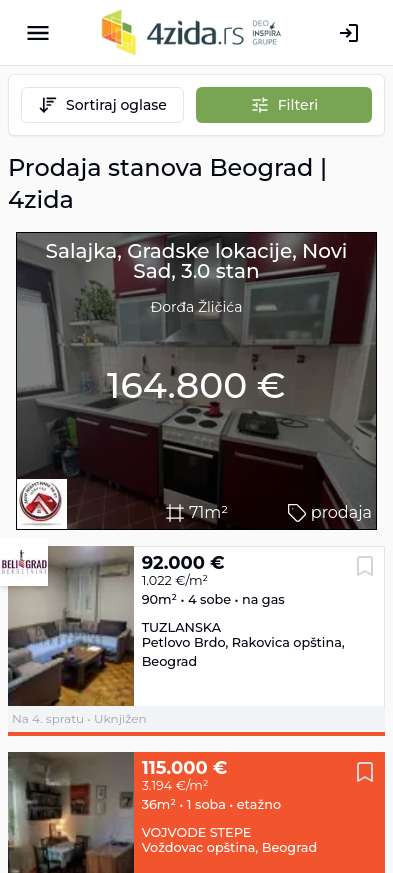 4zida.rs
DEO
INSPIRA
GRUPE
Sortiraj oglase
Filteri
Prodaja stanova Beograd |
4zida
Salajka, Gradske lokacije, Novi
Sad, 3.0 stan
Đorđa Žličića
164.800 €
71m²
prodaja
BELIGRAD
NEKRETNINE
92.000 €
1.022 €/m²
90m² • 4 sobe • na gas
TUZLANSKA
Petlovo Brdo, Rakovica opština,
Beograd
Na 4. spratu • Uknjižen
115.000 €
3.194 €/m²
36m² • 1 soba • etažno
VOJVODE STEPE
Voždovac opština, Beograd